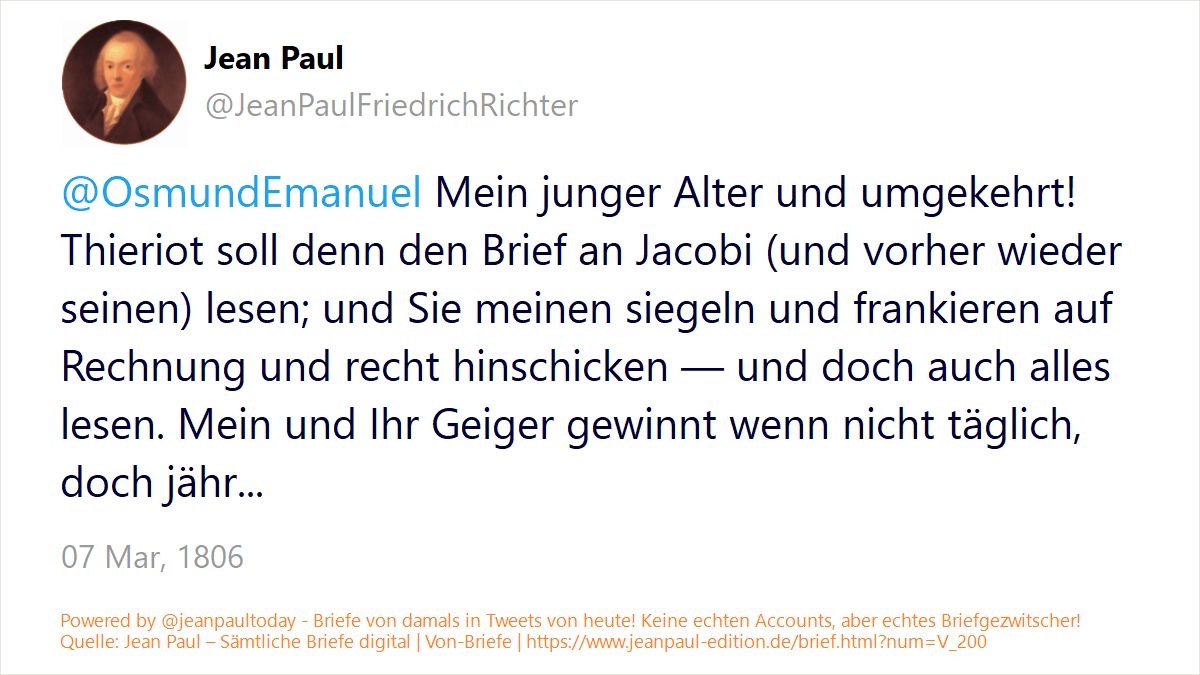 Jean Paul
@JeanPaulFriedrichRichter
@OsmundEmanuel Mein junger Alter und umgekehrt!
Thieriot soll denn den Brief an Jacobi (und vorher wieder
seinen) lesen; und Sie meinen siegeln und frankieren auf
Rechnung und recht hinschicken — und doch auch alles
lesen. Mein und Ihr Geiger gewinnt wenn nicht täglich,
doch jähr...
07 Mar, 1806
Powered by @jeanpaultoday - Briefe von damals in Tweets von heute! Keine echten Accounts, aber echtes Briefgezwitscher!
Quelle: Jean Paul – Sämtliche Briefe digital | Von-Briefe | https://www.jeanpaul-edition.de/brief.html?num=V_200